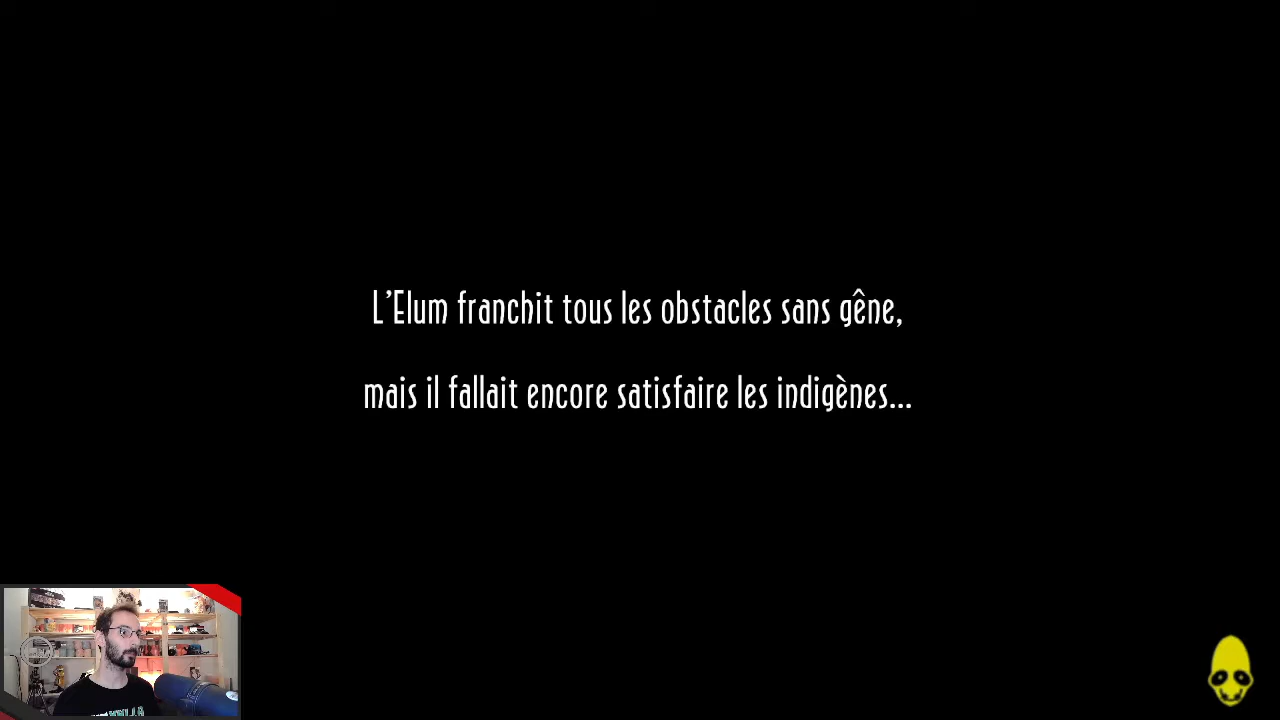 L'Elum franchit tous les obstacles sans gêne,
mais il fallait encore satisfaire les indigènes...